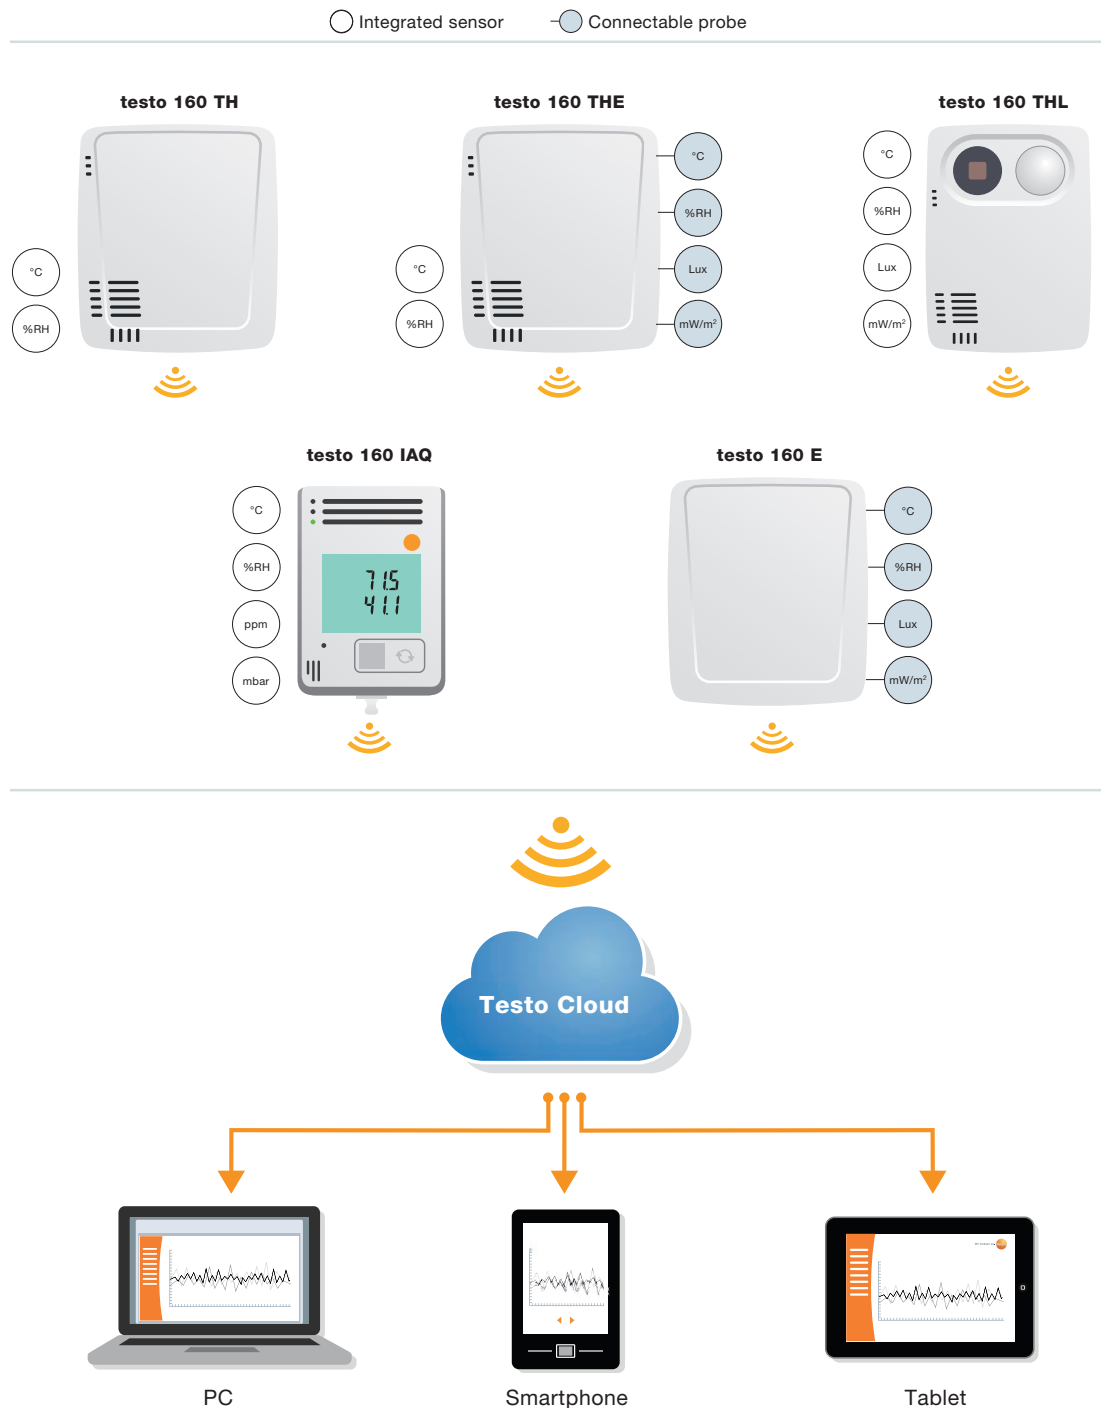 Integrated sensor
Connectable probe
testo 160 TH
testo 160 THE
testo 160 THL
°C
%RH
°C
%RH
°C
%RH
Lux
mW/m²
°C
%RH
Lux
mW/m²
testo 160 IAQ
testo 160 E
°C
%RH
ppm
mbar
71.5
41.1
°C
%RH
Lux
mW/m²
Testo Cloud
PC
Smartphone
Tablet